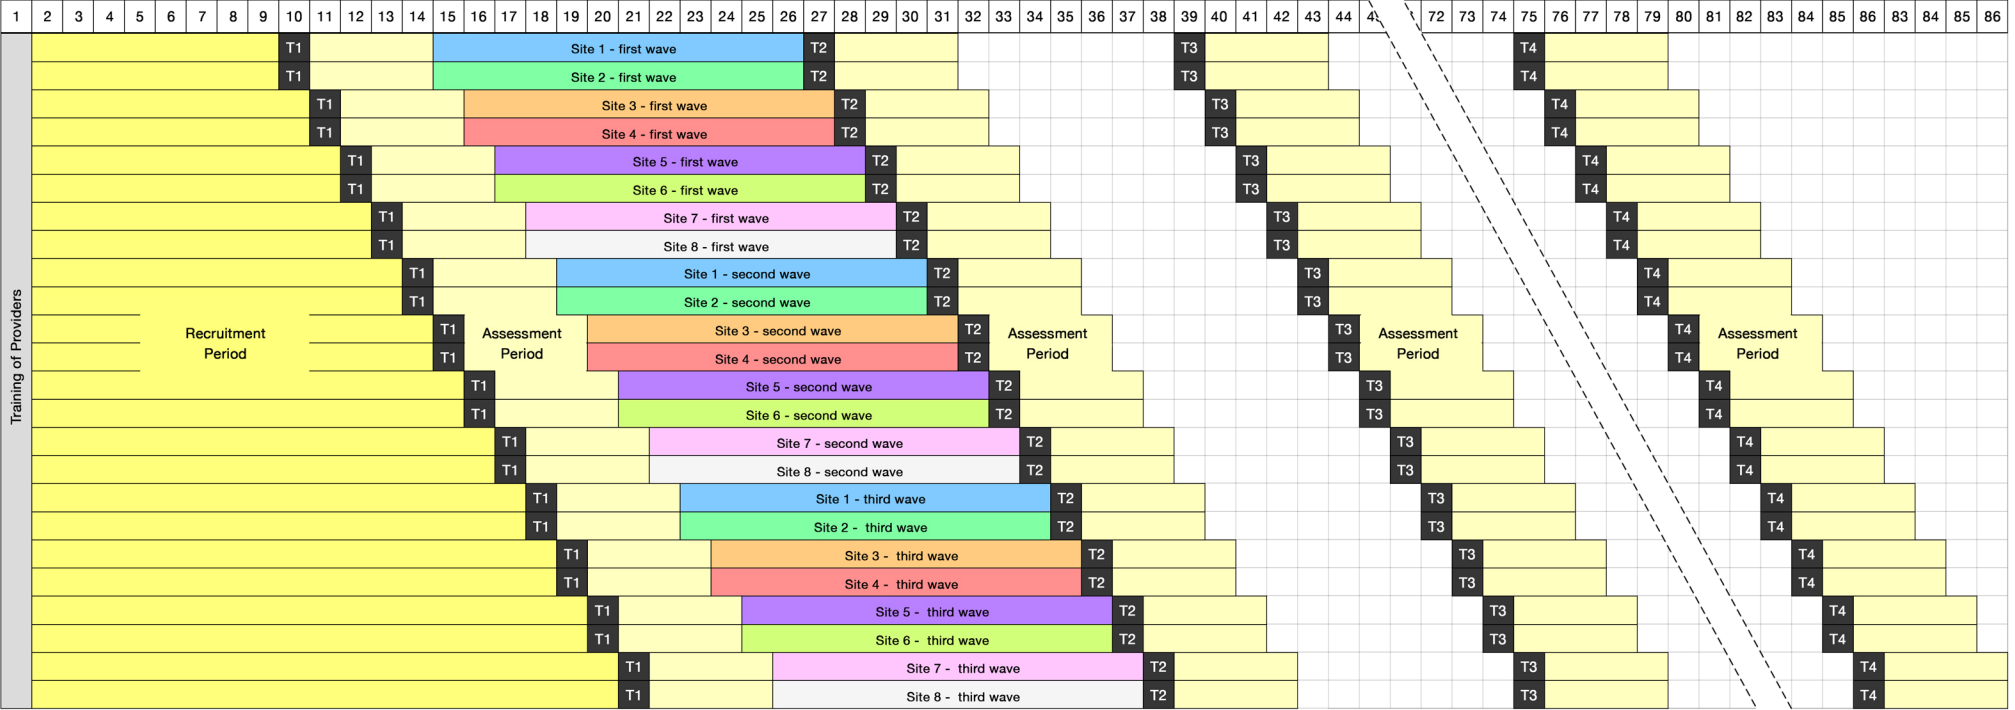 1 2 3 4 5 6 7 8 9 10 11 12 13 14 15 16 17 18 19 20 21 22 23 24 25 26 27 28 29 30 31 32 33 34 35 36 37 38 39 40 41 42 43 44 72 73 74 75 76 77 78 79 80 81 82 83 84 85 86 83 84 85 86
T1 Site 1 - first wave T2 T3 T4
T1 Site 2 - first wave T2 T3 T4
T1 Site 3 - first wave T2 T3 T4
T1 Site 4 - first wave T2 T3 T4
T1 Site 5 - first wave T2 T3 T4
T1 Site 6 - first wave T2 T3 T4
T1 Site 7 - first wave T2 T3 T4
T1 Site 8 - first wave T2 T3 T4
T1 Site 1 - second wave T2 T3 T4
T1 Site 2 - second wave T2 T3 T4
T1 Site 3 - second wave T2 T3 T4
T1 Site 4 - second wave T2 T3 T4
T1 Site 5 - second wave T2 T3 T4
T1 Site 6 - second wave T2 T3 T4
T1 Site 7 - second wave T2 T3 T4
T1 Site 8 - second wave T2 T3 T4
T1 Site 1 - third wave T2 T3 T4
T1 Site 2 - third wave T2 T3 T4
T1 Site 3 - third wave T2 T3 T4
T1 Site 4 - third wave T2 T3 T4
T1 Site 5 - third wave T2 T3 T4
T1 Site 6 - third wave T2 T3 T4
T1 Site 7 - third wave T2 T3 T4
T1 Site 8 - third wave T2 T3 T4
Training of Providers
Recruitment
Period
Assessment
Period
Assessment
Period
Assessment
Period
Assessment
Period